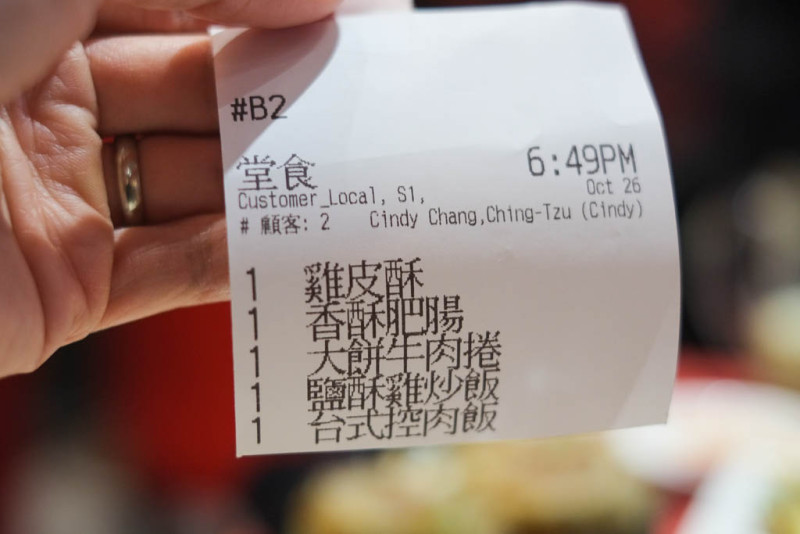 #B2
堂食 6:49PM
Oct 26
Customer_Local, S1,
# 顧客: 2 Cindy Chang,Ching-Tzu (Cindy)
1 雞皮酥
1 香酥肥腸
1 大餅牛肉捲
1 鹽酥雞炒飯
1 台式控肉飯